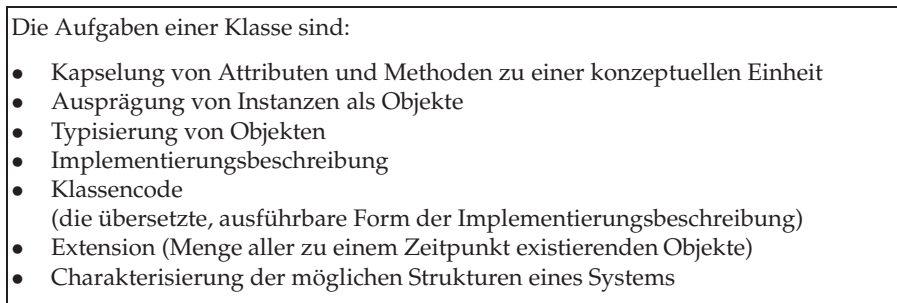 Die Aufgaben einer Klasse sind:
● Kapselung von Attributen und Methoden zu einer konzeptuellen Einheit
● Ausprägung von Instanzen als Objekte
● Typisierung von Objekten
● Implementierungsbeschreibung
● Klassencode
(die übersetzte, ausführbare Form der Implementierungsbeschreibung)
● Extension (Menge aller zu einem Zeitpunkt existierenden Objekte)
● Charakterisierung der möglichen Strukturen eines Systems